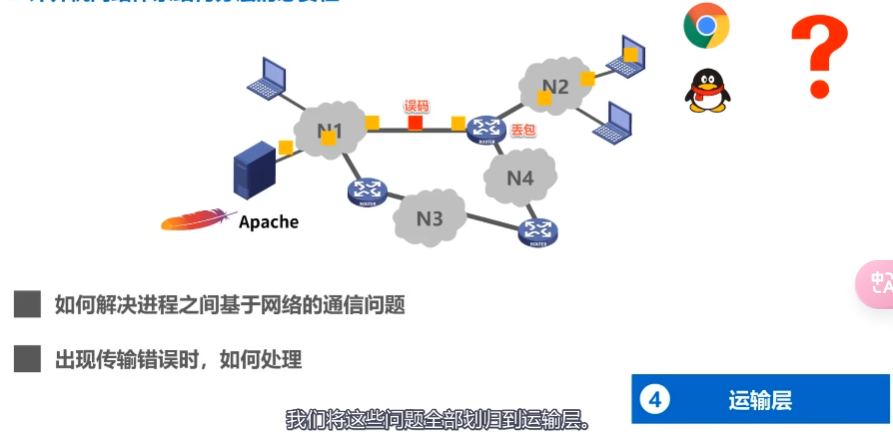 N1
误码
N2
丢包
N4
N3
Apache
如何解决进程之间基于网络的通信问题
出现传输错误时，如何处理
4 运输层
我们将这些问题全部划归到运输层。